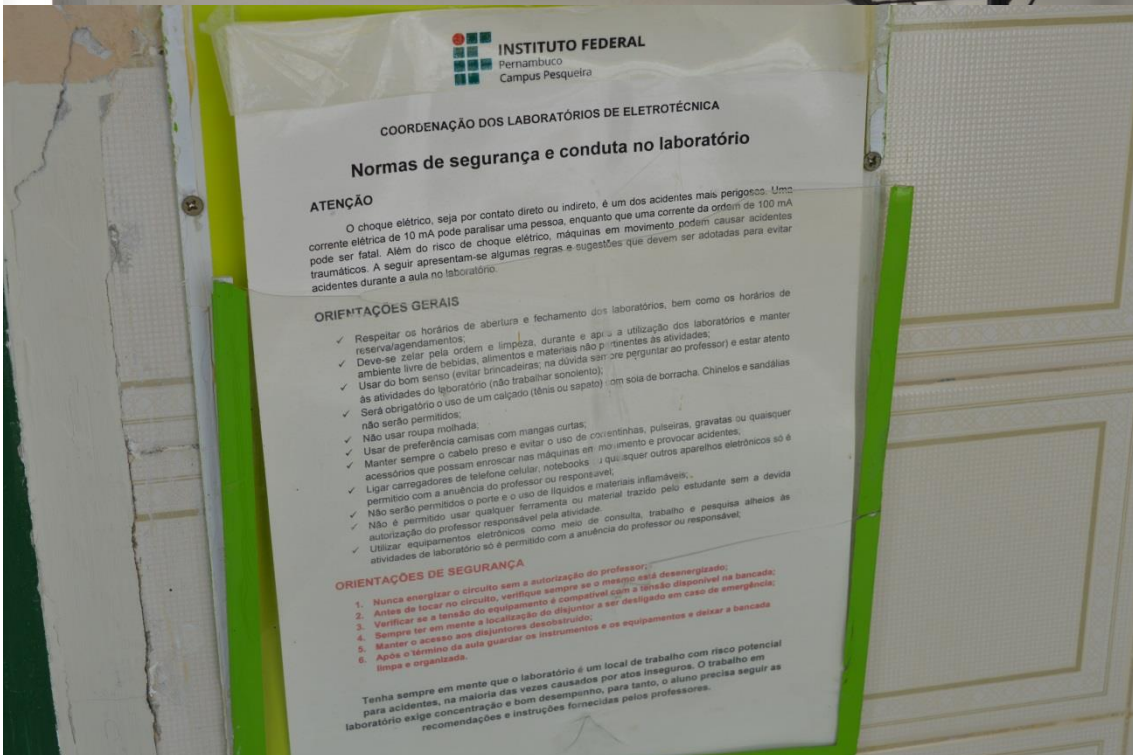 INSTITUTO FEDERAL
Pernambuco
Campus Pesqueira
COORDENAÇÃO DOS LABORATÓRIOS DE ELETROTÉCNICA
Normas de segurança e conduta no laboratório
ATENÇÃO
O choque elétrico, seja por contato direto ou indireto, é um dos acidentes mais perigosos. Uma
corrente elétrica de 10 mA pode paralisar uma pessoa, enquanto que uma corrente da ordem de 100 mA
pode ser fatal. Além do risco de choque elétrico, máquinas em movimento podem causar acidentes
traumáticos. A seguir apresentam-se algumas regras e sugestões que devem ser adotadas para evitar
acidentes durante a aula no laboratório.
ORIENTAÇÕES GERAIS
✓ Respeitar os horários de abertura e fechamento dos laboratórios, bem como os horários de
reserva/agendamentos;
✓ Deve-se zelar pela ordem e limpeza, durante e após a utilização dos laboratórios e manter
ambiente livre de bebidas, alimentos e materiais não pertinentes às atividades;
✓ Usar do bom senso (evitar brincadeiras; na dúvida sempre perguntar ao professor) e estar atento
às atividades do laboratório (não trabalhar sonolento);
✓ Será obrigatório o uso de um calçado (tênis ou sapato) com sola de borracha. Chinelos e sandálias
não serão permitidos;
✓ Não usar roupa molhada;
✓ Usar de preferência camisas com mangas curtas;
✓ Manter sempre o cabelo preso e evitar o uso de correntinhas, pulseiras, gravatas ou quaisquer
acessórios que possam enroscar nas máquinas em movimento e provocar acidentes;
✓ Ligar carregadores de telefone celular, notebooks quaisquer outros aparelhos eletrônicos só é
permitido com a anuência do professor ou responsável;
✓ Não serão permitidos o porte e o uso de líquidos e materiais inflamáveis;
✓ Não é permitido usar qualquer ferramenta ou material trazido pelo estudante sem a devida
autorização do professor responsável pela atividade.
✓ Utilizar equipamentos eletrônicos como meio de consulta, trabalho e pesquisa alheios às
atividades de laboratório só é permitido com a anuência do professor ou responsável;
ORIENTAÇÕES DE SEGURANÇA
1. Nunca energizar o circuito sem a autorização do professor;
2. Antes de tocar no circuito, verifique sempre se o mesmo está desenergizado;
3. Verificar se a tensão do equipamento é compatível com a tensão disponível na bancada;
4. Sempre ter em mente a localização do disjuntor a ser desligado em caso de emergência;
5. Manter o acesso aos disjuntores desobstruído;
6. Após o término da aula guardar os instrumentos e os equipamentos e deixar a bancada
limpa e organizada.
Tenha sempre em mente que o laboratório é um local de trabalho com risco potencial
para acidentes, na maioria das vezes causados por atos inseguros. O trabalho em
laboratório exige concentração e bom desempenho, para tanto, o aluno precisa seguir as
recomendações e instruções fornecidas pelos professores.